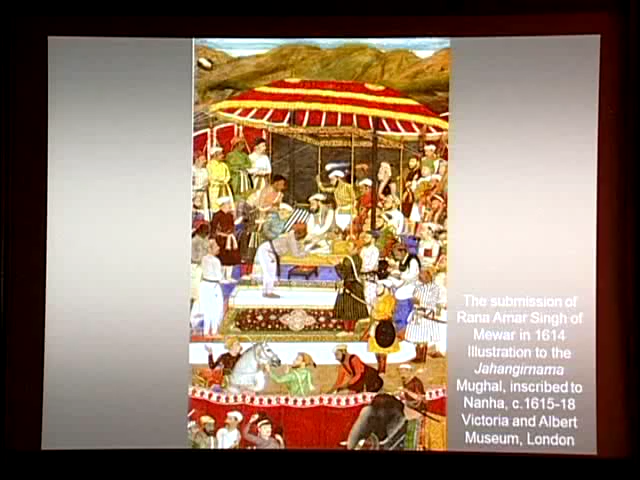 The submission of
Rana Amar Singh of
Mewar in 1614
Illustration to the
Jahangirnama
Mughal, inscribed to
Nanha, c.1615-18
Victoria and Albert
Museum, London